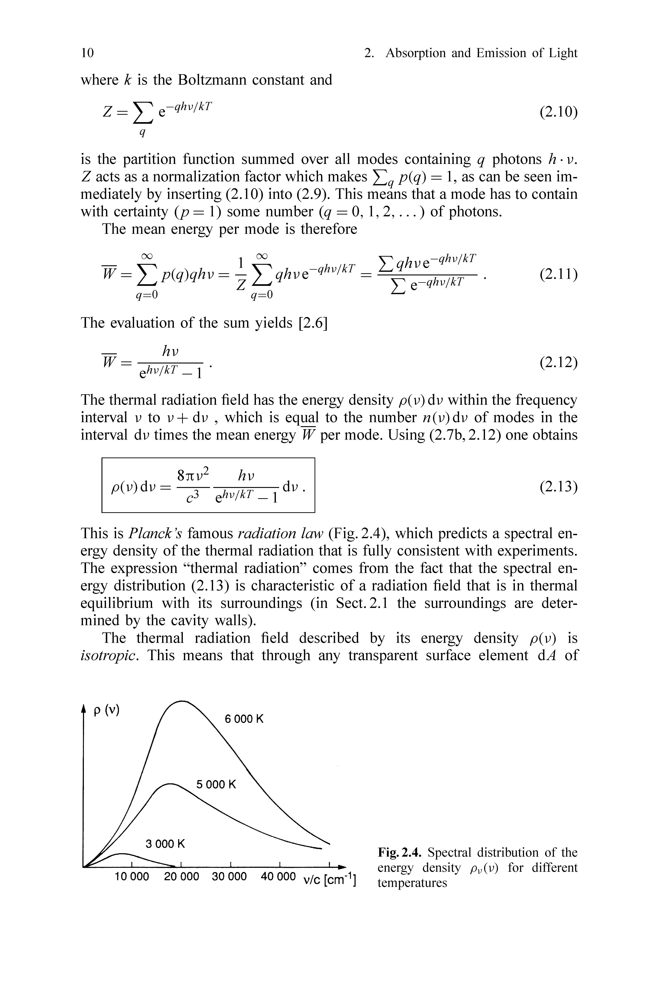 10 2. Absorption and Emission of Light
where k is the Boltzmann constant and
Z = ∑_q e^{−qhν/kT} (2.10)
is the partition function summed over all modes containing q photons h · ν.
Z acts as a normalization factor which makes ∑_q p(q) = 1, as can be seen im-
mediately by inserting (2.10) into (2.9). This means that a mode has to contain
with certainty (p = 1) some number (q = 0, 1, 2, . . .) of photons.
The mean energy per mode is therefore
W̅ = ∑_{q=0}^{∞} p(q)qhν = 1/Z ∑_{q=0}^{∞} qhν e^{−qhν/kT} = ∑ qhν e^{−qhν/kT} / ∑ e^{−qhν/kT} . (2.11)
The evaluation of the sum yields [2.6]
W̅ = hν / (e^{hν/kT} − 1) . (2.12)
The thermal radiation field has the energy density ρ(ν) dν within the frequency
interval ν to ν + dν , which is equal to the number n(ν) dν of modes in the
interval dν times the mean energy W̅ per mode. Using (2.7b, 2.12) one obtains
ρ(ν) dν = 8πν²/c³ hν/(e^{hν/kT} − 1) dν . (2.13)
This is Planck’s famous radiation law (Fig. 2.4), which predicts a spectral en-
ergy density of the thermal radiation that is fully consistent with experiments.
The expression “thermal radiation” comes from the fact that the spectral en-
ergy distribution (2.13) is characteristic of a radiation field that is in thermal
equilibrium with its surroundings (in Sect. 2.1 the surroundings are deter-
mined by the cavity walls).
The thermal radiation field described by its energy density ρ(ν) is
isotropic. This means that through any transparent surface element dA of
ρ (ν)
6 000 K
5 000 K
3 000 K
10 000 20 000 30 000 40 000 ν/c [cm⁻¹]
Fig. 2.4. Spectral distribution of the
energy density ρ_ν(ν) for different
temperatures